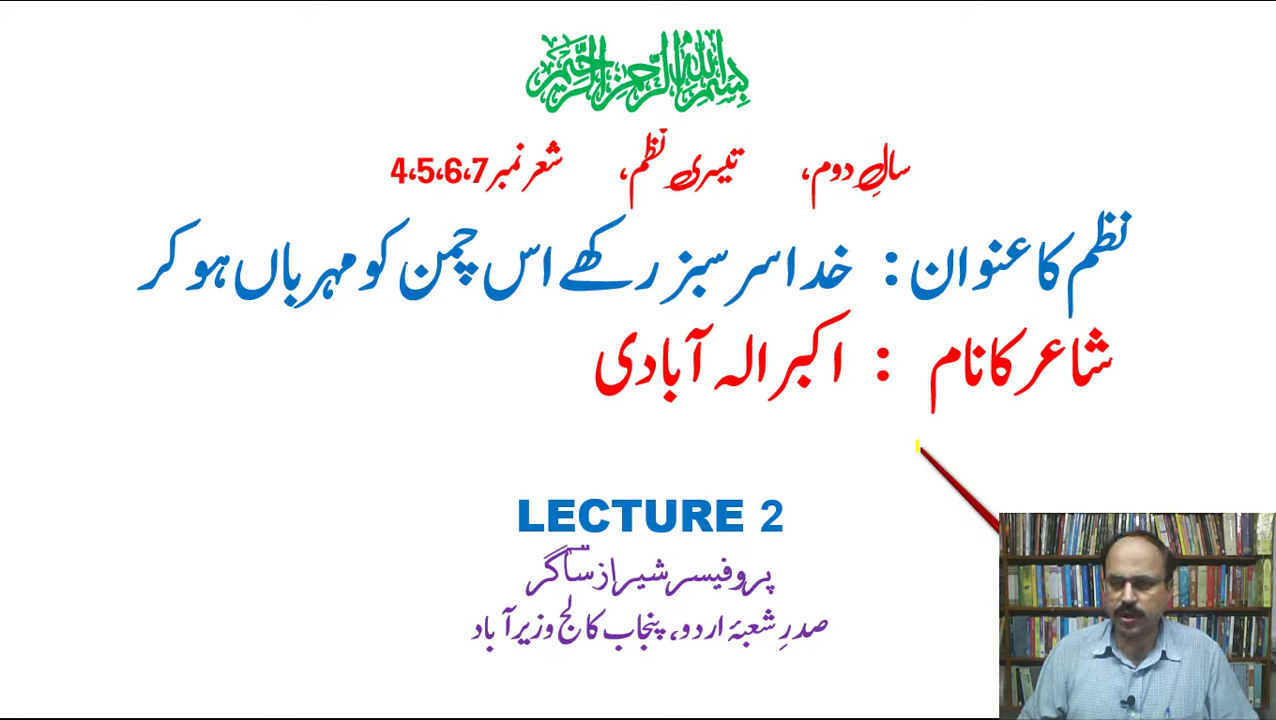 بسم الله الرحمن الرحیم
سالِ دوم، تیسری نظم، شعر نمبر 4،5،6،7
نظم کا عنوان : خدا سرسبز رکھے اس چمن کو مہرباں ہو کر
شاعر کا نام : اکبر الہ آبادی
LECTURE 2
پروفیسر شیراز ساگر
صدرِ شعبۂ اردو، پنجاب کالج وزیر آباد